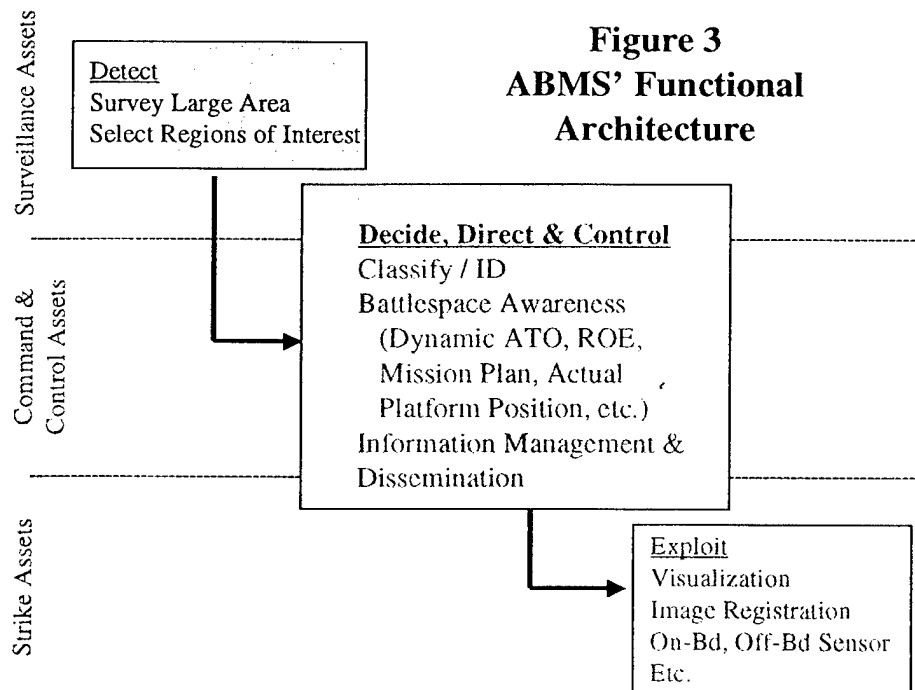 Figure 3
ABMS' Functional
Architecture
Surveillance Assets
Detect
Survey Large Area
Select Regions of Interest
Command &
Control Assets
Decide, Direct & Control
Classify / ID
Battlespace Awareness
(Dynamic ATO, ROE,
Mission Plan, Actual
Platform Position, etc.)
Information Management &
Dissemination
Strike Assets
Exploit
Visualization
Image Registration
On-Bd, Off-Bd Sensor
Etc.